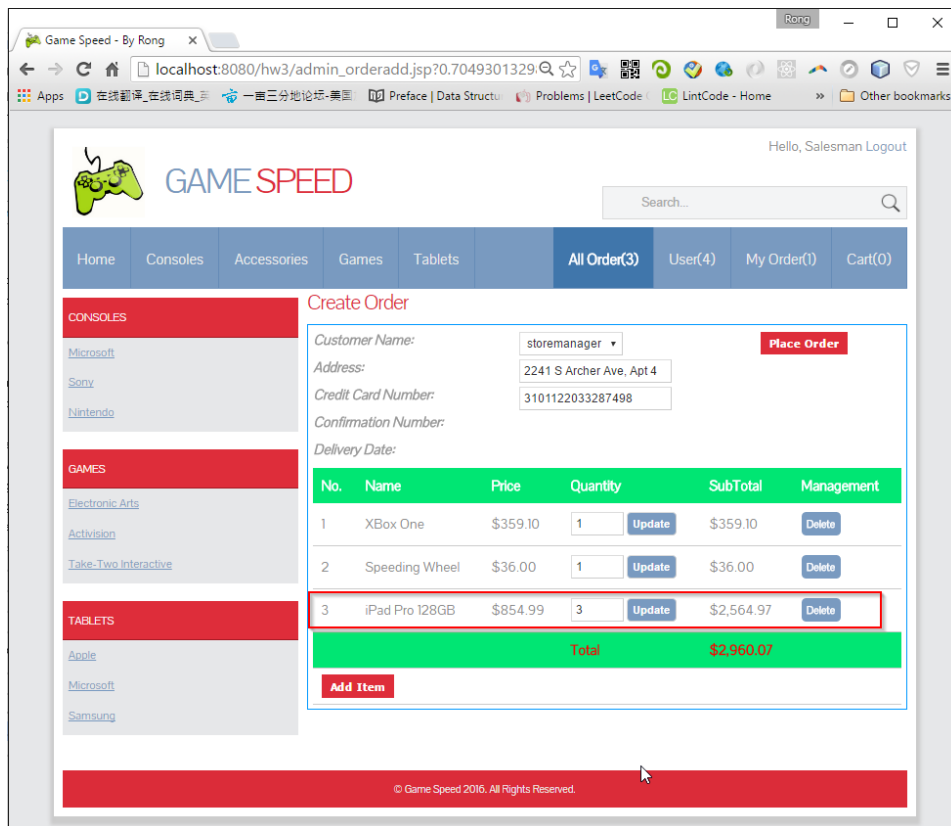 Rong
Game Speed - By Rong
localhost:8080/hw3/admin_orderadd.jsp?0.7049301329
Apps 在线翻译_在线词典_英 一亩三分地论坛-美国 Preface | Data Structu Problems | LeetCode LintCode - Home » Other bookmarks
Hello, Salesman Logout
GAME SPEED
Search...
Home Consoles Accessories Games Tablets All Order(3) User(4) My Order(1) Cart(0)
CONSOLES
Microsoft
Sony
Nintendo
GAMES
Electronic Arts
Activision
Take-Two Interactive
TABLETS
Apple
Microsoft
Samsung
Create Order
Customer Name: storemanager Place Order
Address: 2241 S Archer Ave, Apt 4
Credit Card Number: 3101122033287498
Confirmation Number:
Delivery Date:
No. Name Price Quantity SubTotal Management
1 XBox One $359.10 1 Update $359.10 Delete
2 Speeding Wheel $36.00 1 Update $36.00 Delete
3 iPad Pro 128GB $854.99 3 Update $2,564.97 Delete
Total $2,960.07
Add Item
© Game Speed 2016. All Rights Reserved.